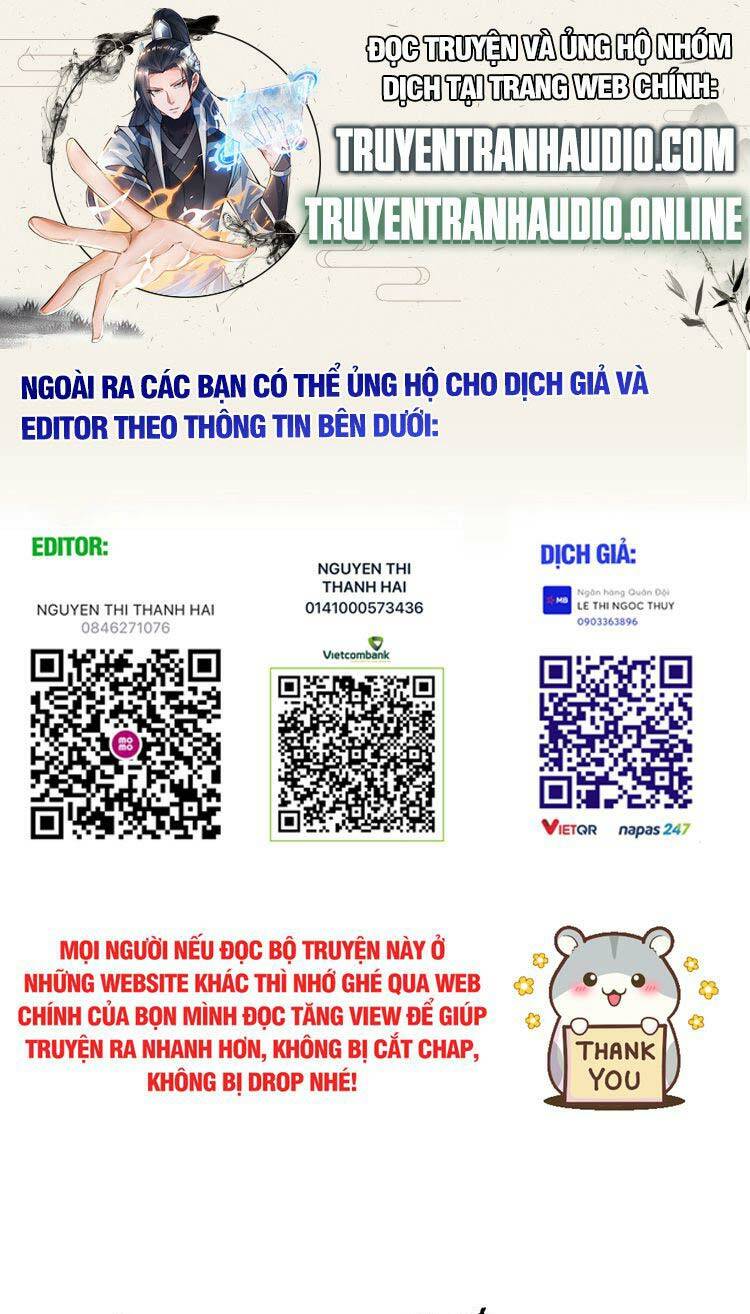 ĐỌC TRUYỆN VÀ ỦNG HỘ NHÓM
DỊCH TẠI TRANG WEB CHÍNH:
TRUYENTRANHAUDIO.COM
TRUYENTRANHAUDIO.ONLINE
NGOÀI RA CÁC BẠN CÓ THỂ ỦNG HỘ CHO DỊCH GIẢ VÀ
EDITOR THEO THÔNG TIN BÊN DƯỚI:
EDITOR:
NGUYEN THI THANH HAI
0846271076
momo
NGUYEN THI
THANH HAI
0141000573436
Vietcombank
DỊCH GIẢ:
MB
Ngân hàng Quân Đội
LE THI NGOC THUY
0903363896
VIETQR napas 247
MỌI NGƯỜI NẾU ĐỌC BỘ TRUYỆN NÀY Ở
NHỮNG WEBSITE KHÁC THÌ NHỚ GHÉ QUA WEB
CHÍNH CỦA BỌN MÌNH ĐỌC TĂNG VIEW ĐỂ GIÚP
TRUYỆN RA NHANH HƠN, KHÔNG BỊ CẮT CHAP,
KHÔNG BỊ DROP NHÉ!
THANK
YOU